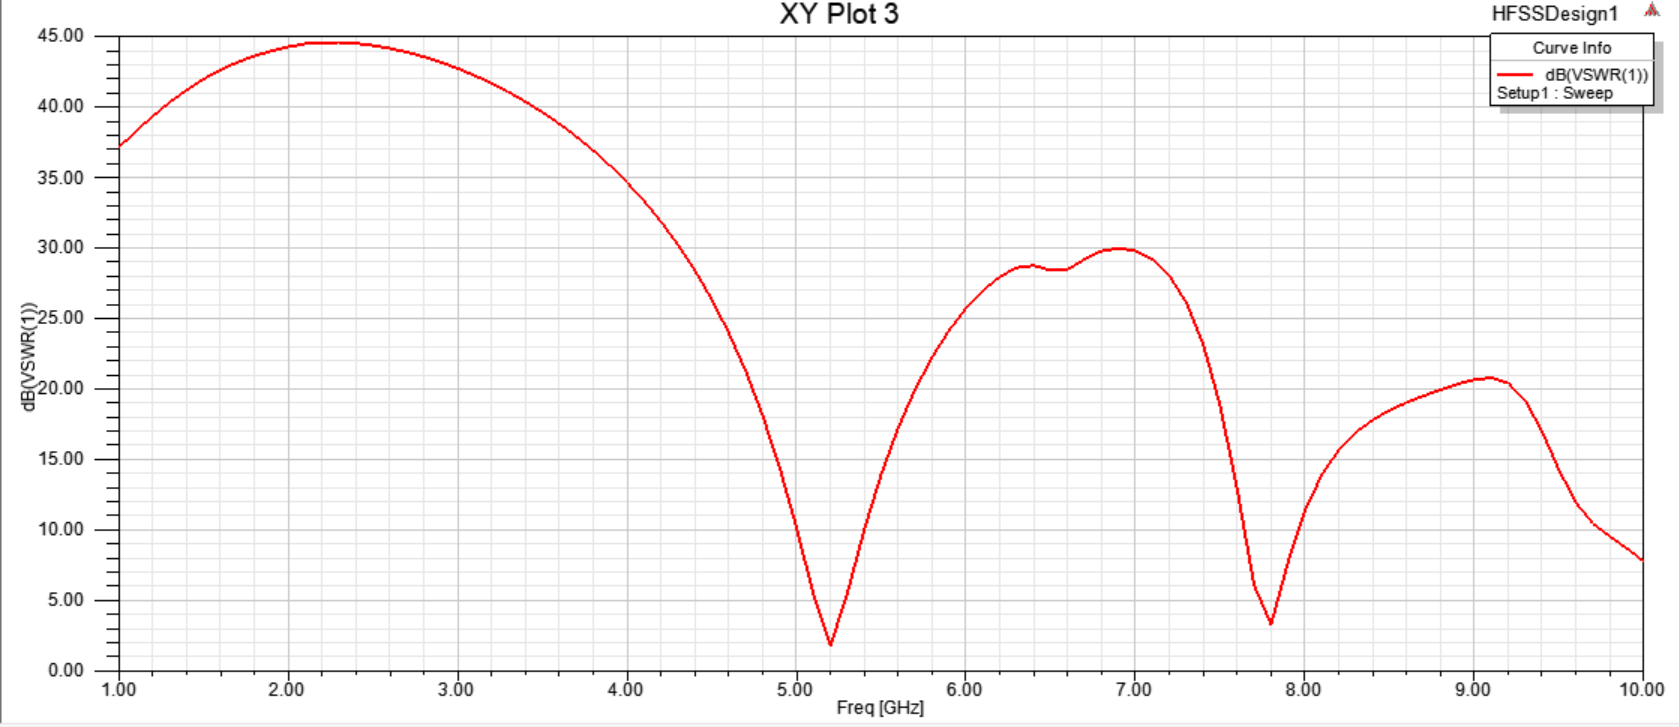 XY Plot 3
HFSSDesign1
Curve Info
dB(VSWR(1))
Setup1 : Sweep
45.00
40.00
35.00
30.00
25.00
20.00
15.00
10.00
5.00
0.00
dB(VSWR(1))
1.00 2.00 3.00 4.00 5.00 6.00 7.00 8.00 9.00 10.00
Freq [GHz]